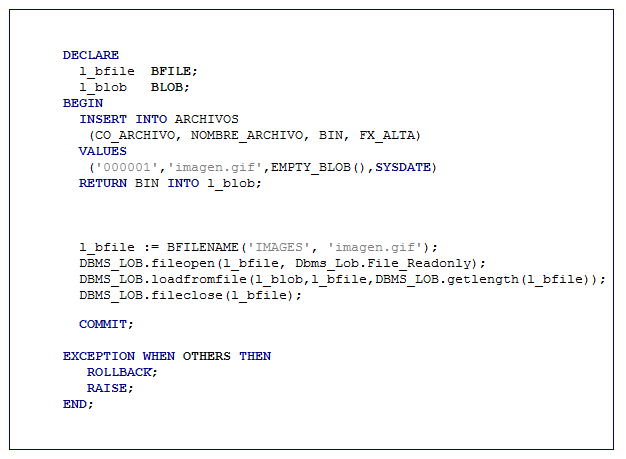 DECLARE
  l_bfile  BFILE;
  l_blob   BLOB;
BEGIN
  INSERT INTO ARCHIVOS
   (CO_ARCHIVO, NOMBRE_ARCHIVO, BIN, FX_ALTA)
  VALUES
   ('000001','imagen.gif',EMPTY_BLOB(),SYSDATE)
  RETURN BIN INTO l_blob;
  l_bfile := BFILENAME('IMAGES', 'imagen.gif');
  DBMS_LOB.fileopen(l_bfile, Dbms_Lob.File_Readonly);
  DBMS_LOB.loadfromfile(l_blob,l_bfile,DBMS_LOB.getlength(l_bfile));
  DBMS_LOB.fileclose(l_bfile);
  COMMIT;
EXCEPTION WHEN OTHERS THEN
   ROLLBACK;
   RAISE;
END;